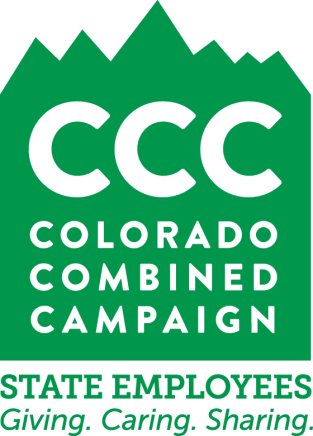 CCC
COLORADO
COMBINED
CAMPAIGN
STATE EMPLOYEES
Giving. Caring. Sharing.